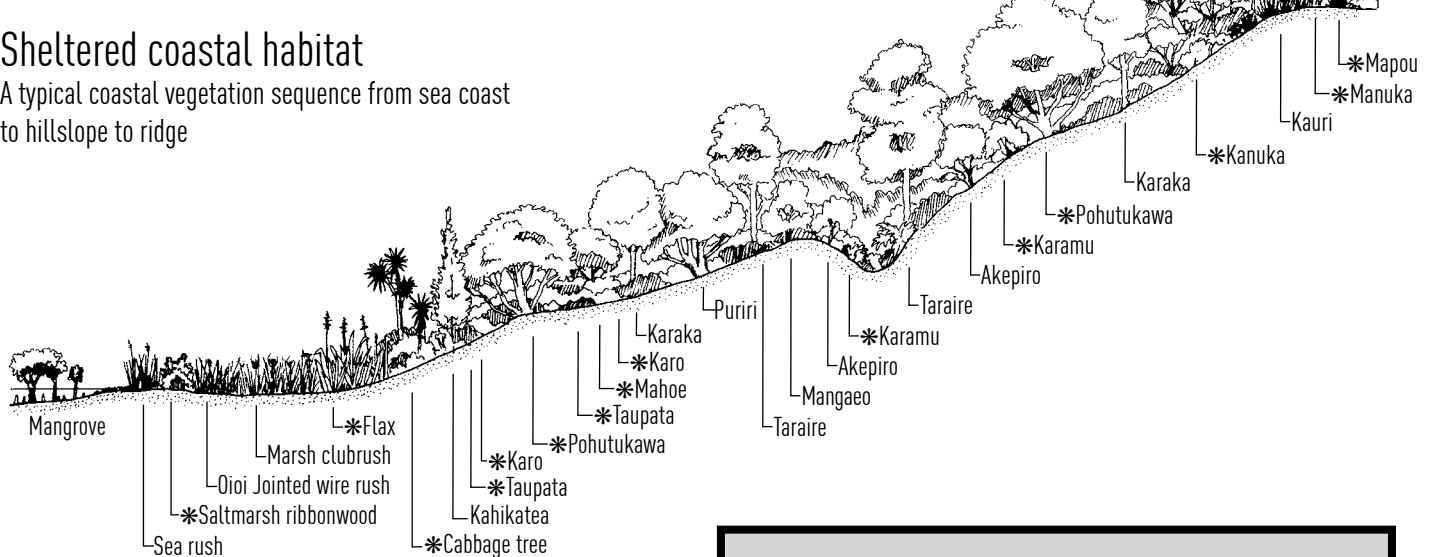 Sheltered coastal habitat
A typical coastal vegetation sequence from sea coast
to hillslope to ridge
Mangrove
Sea rush
❋Saltmarsh ribbonwood
Oioi Jointed wire rush
Marsh clubrush
❋Flax
❋Cabbage tree
Kahikatea
❋Taupata
❋Karo
❋Pohutukawa
❋Taupata
❋Mahoe
❋Karo
Karaka
Puriri
Taraire
Mangaeo
Akepiro
❋Karamu
Taraire
Akepiro
❋Karamu
❋Pohutukawa
Karaka
❋Kanuka
Kauri
❋Manuka
❋Mapou